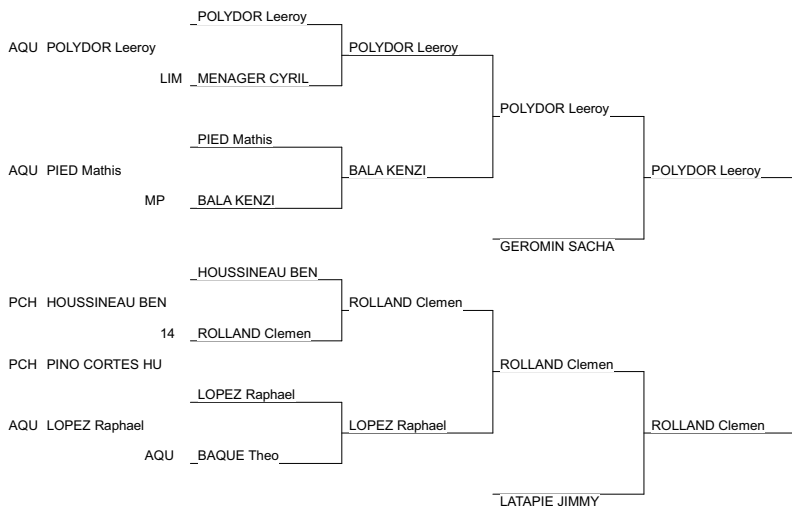 POLYDOR Leeroy
AQU POLYDOR Leeroy POLYDOR Leeroy
LIM MENAGER CYRIL
POLYDOR Leeroy
PIED Mathis
AQU PIED Mathis BALA KENZI POLYDOR Leeroy
MP BALA KENZI
GEROMIN SACHA
HOUSSINEAU BEN
PCH HOUSSINEAU BEN ROLLAND Clemen
14 ROLLAND Clemen
PCH PINO CORTES HU ROLLAND Clemen
LOPEZ Raphael
AQU LOPEZ Raphael LOPEZ Raphael ROLLAND Clemen
AQU BAQUE Theo
LATAPIE JIMMY